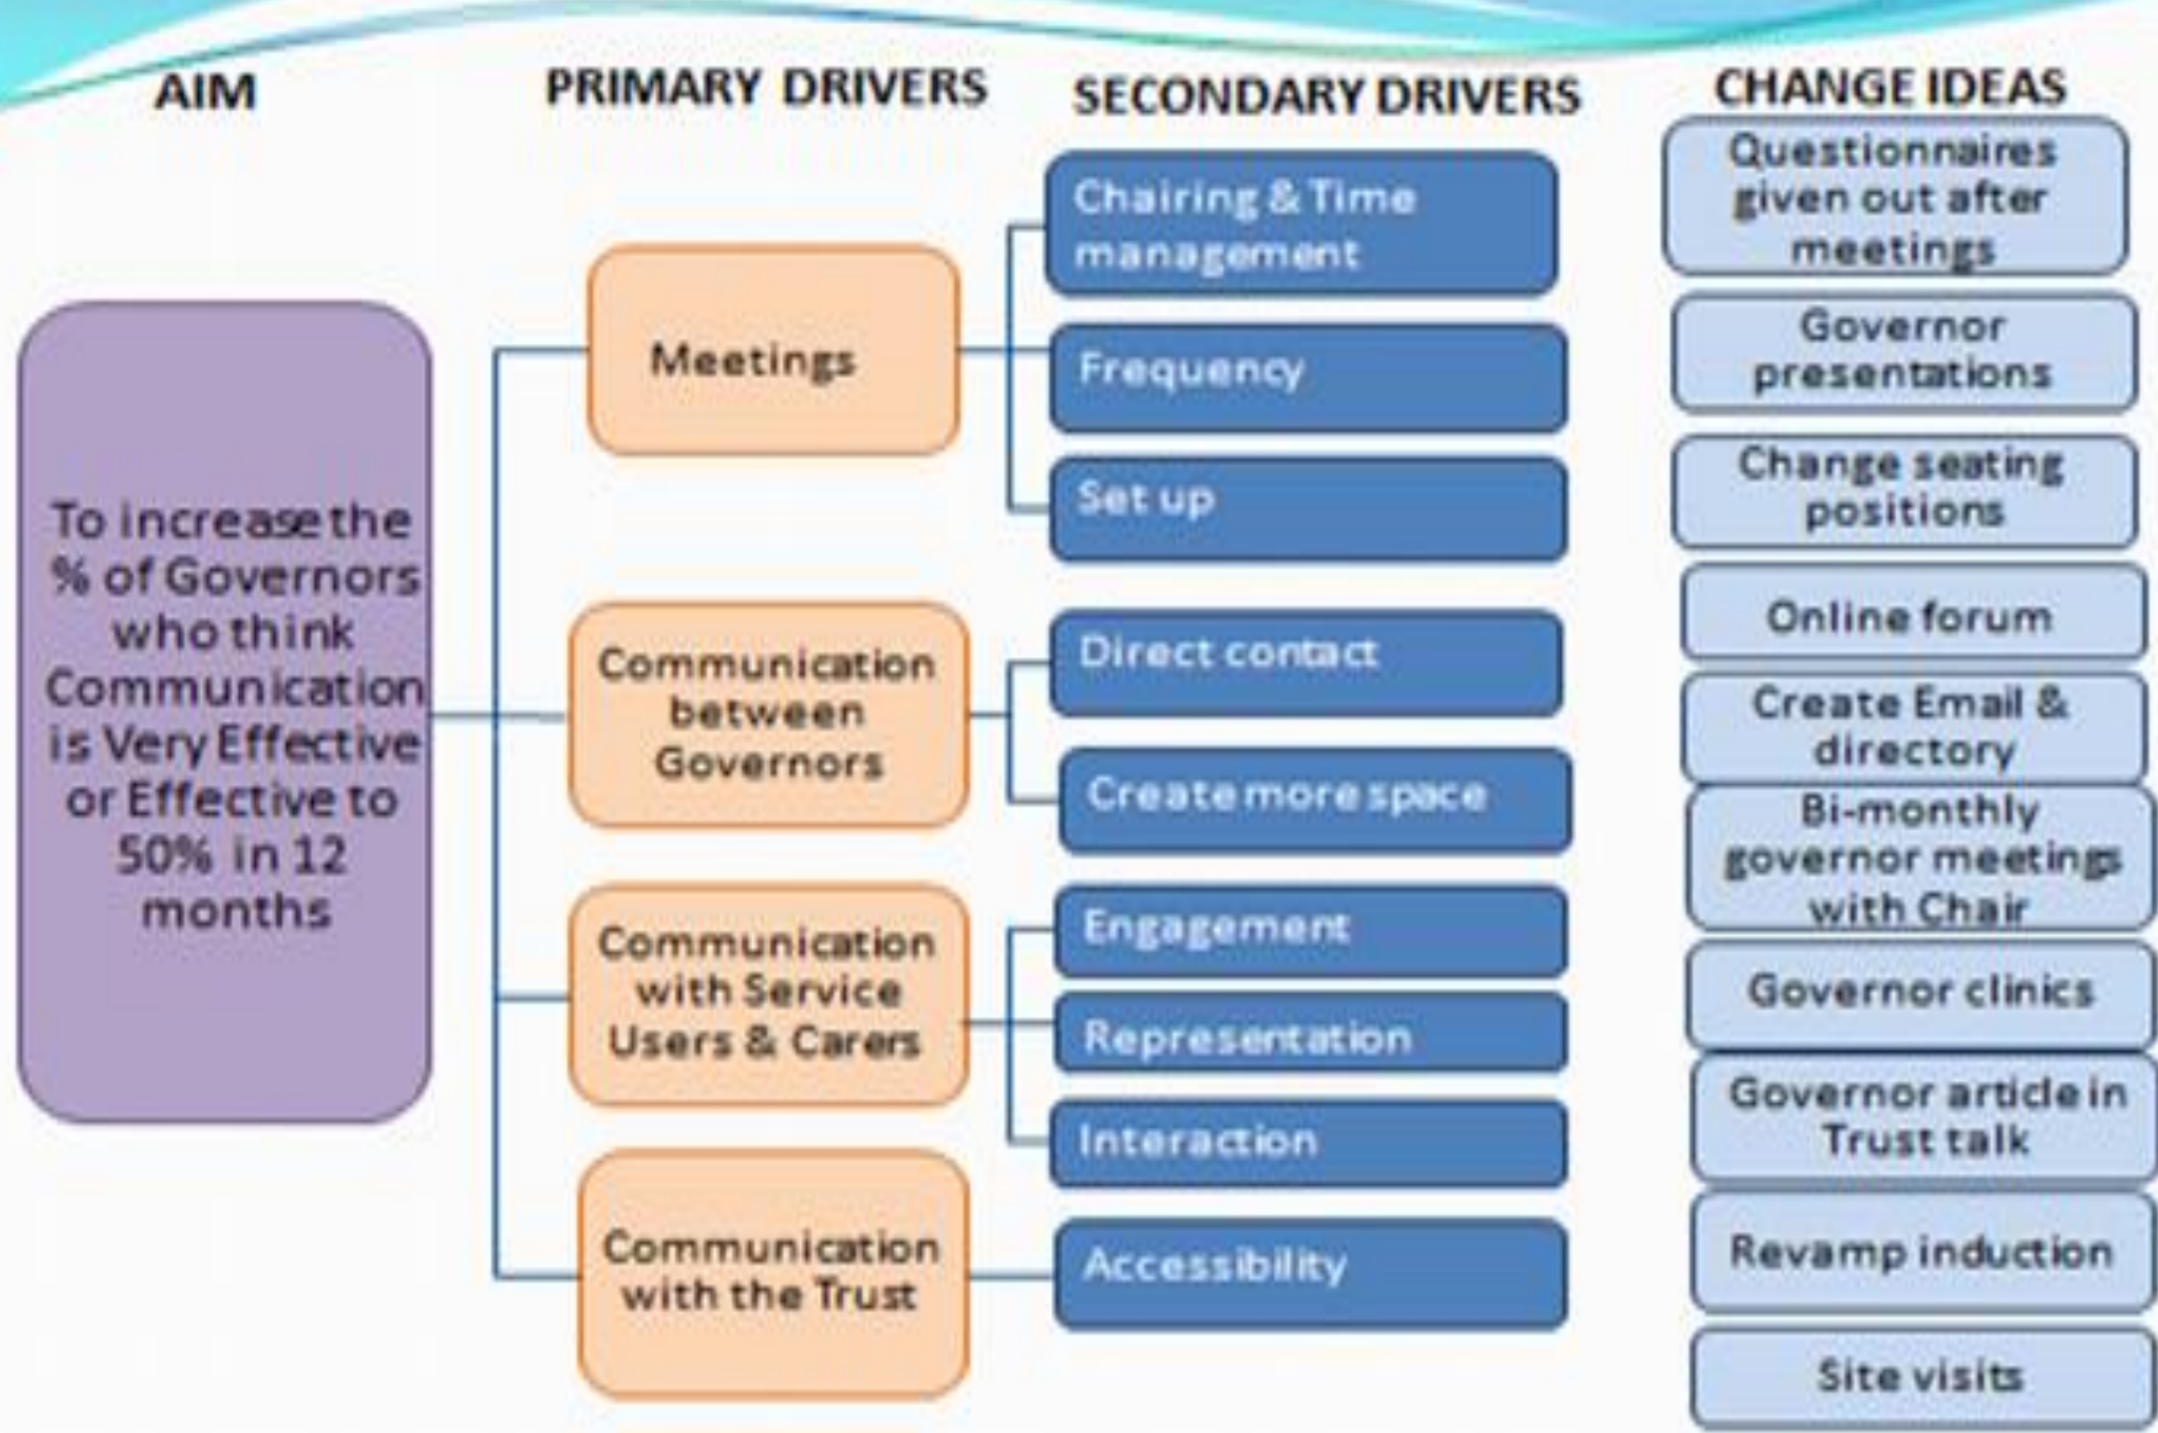 AIM
PRIMARY DRIVERS
SECONDARY DRIVERS
CHANGE IDEAS
To increase the
% of Governors
who think
Communication
is Very Effective
or Effective to
50% in 12
months
Meetings
Communication
between
Governors
Communication
with Service
Users & Carers
Communication
with the Trust
Chairing & Time
management
Frequency
Set up
Direct contact
Create more space
Engagement
Representation
Interaction
Accessibility
Questionnaires
given out after
meetings
Governor
presentations
Change seating
positions
Online forum
Create Email &
directory
Bi-monthly
governor meetings
with Chair
Governor clinics
Governor article in
Trust talk
Revamp induction
Site visits